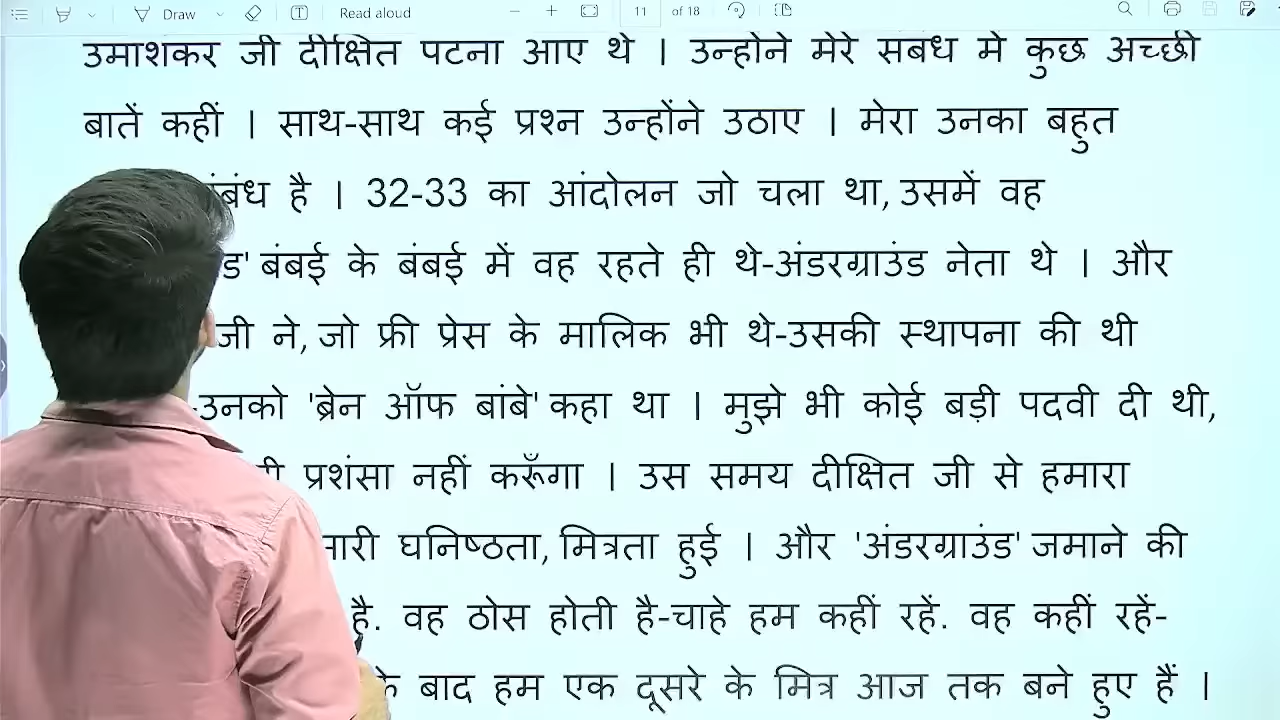 Draw Read aloud 11 of 18
उमाशकर जी दीक्षित पटना आए थे । उन्होने मेरे सबंध मे कुछ अच्छी
बातें कहीं । साथ-साथ कई प्रश्न उन्होंने उठाए । मेरा उनका बहुत
है । 32-33 का आंदोलन जो चला था, उसमें वह
बंबई के बंबई में वह रहते ही थे-अंडरग्राउंड नेता थे । और
जी ने, जो फ्री प्रेस के मालिक भी थे-उसकी स्थापना की थी
-उनको 'ब्रेन ऑफ बांबे' कहा था । मुझे भी कोई बड़ी पदवी दी थी,
प्रशंसा नहीं करूँगा । उस समय दीक्षित जी से हमारा
घनिष्ठता, मित्रता हुई । और 'अंडरग्राउंड' जमाने की
है. वह ठोस होती है-चाहे हम कहीं रहें. वह कहीं रहें-
के बाद हम एक दूसरे के मित्र आज तक बने हुए हैं ।